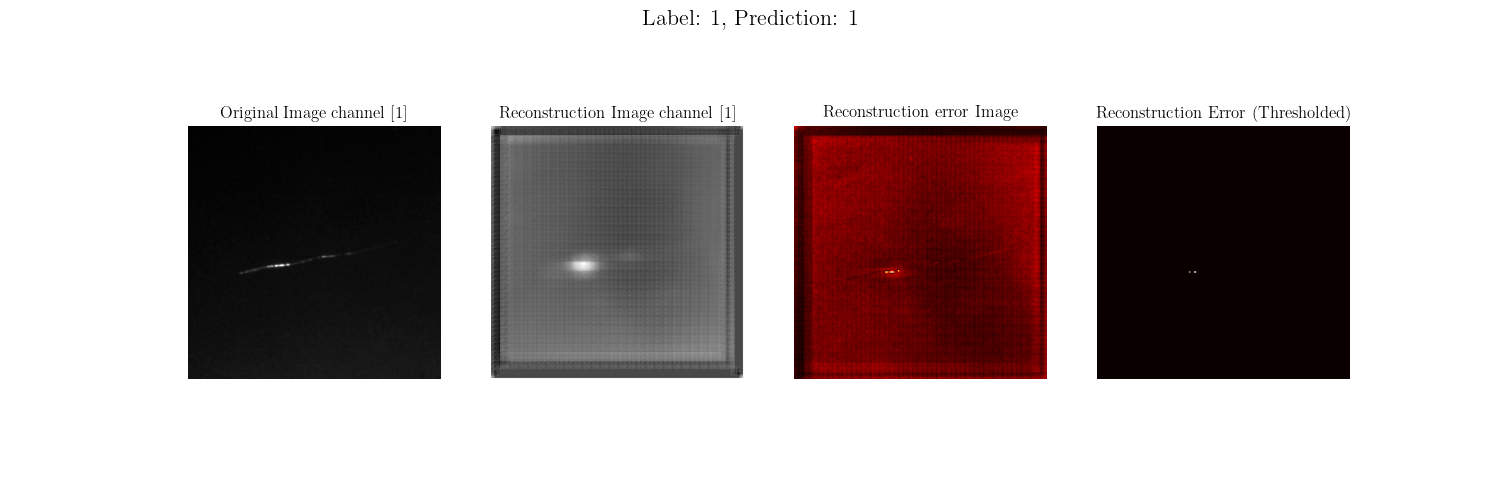 Label: 1, Prediction: 1
Original Image channel [1]
Reconstruction Image channel [1]
Reconstruction error Image
Reconstruction Error (Thresholded)